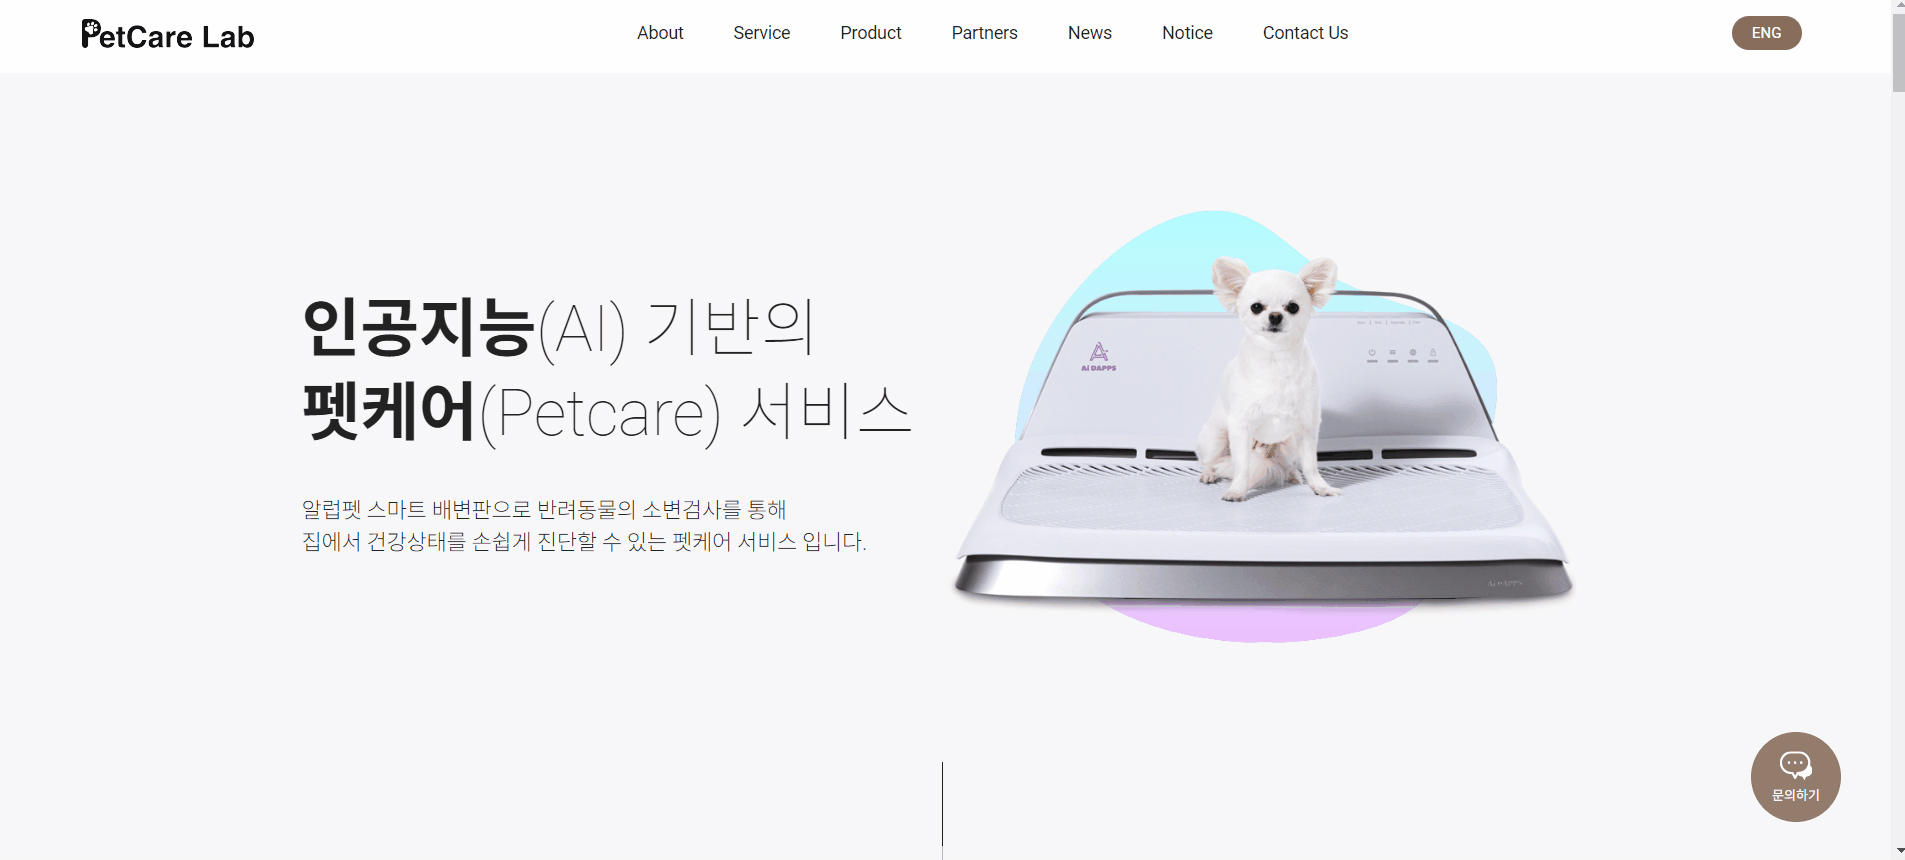 PetCare Lab
About
Service
Product
Partners
News
Notice
Contact Us
ENG
인공지능(AI) 기반의
펫케어(Petcare) 서비스
알럽펫 스마트 배변판으로 반려동물의 소변검사를 통해
집에서 건강상태를 손쉽게 진단할 수 있는 펫케어 서비스 입니다.
Ai DAPPS
Ai DAPPS
문의하기